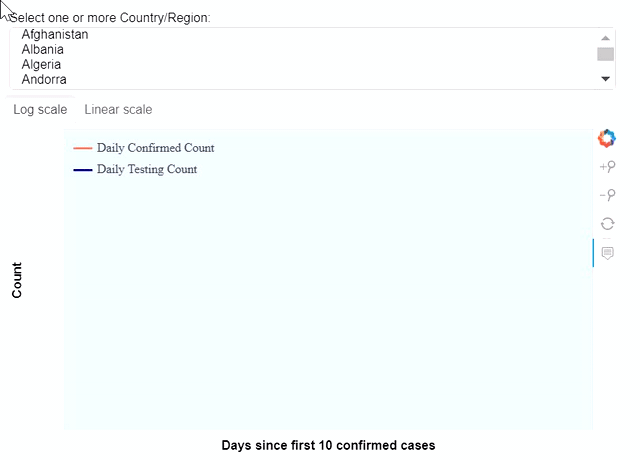 Select one or more Country/Region:
Afghanistan
Albania
Algeria
Andorra
Log scale Linear scale
Daily Confirmed Count
Daily Testing Count
Count
Days since first 10 confirmed cases